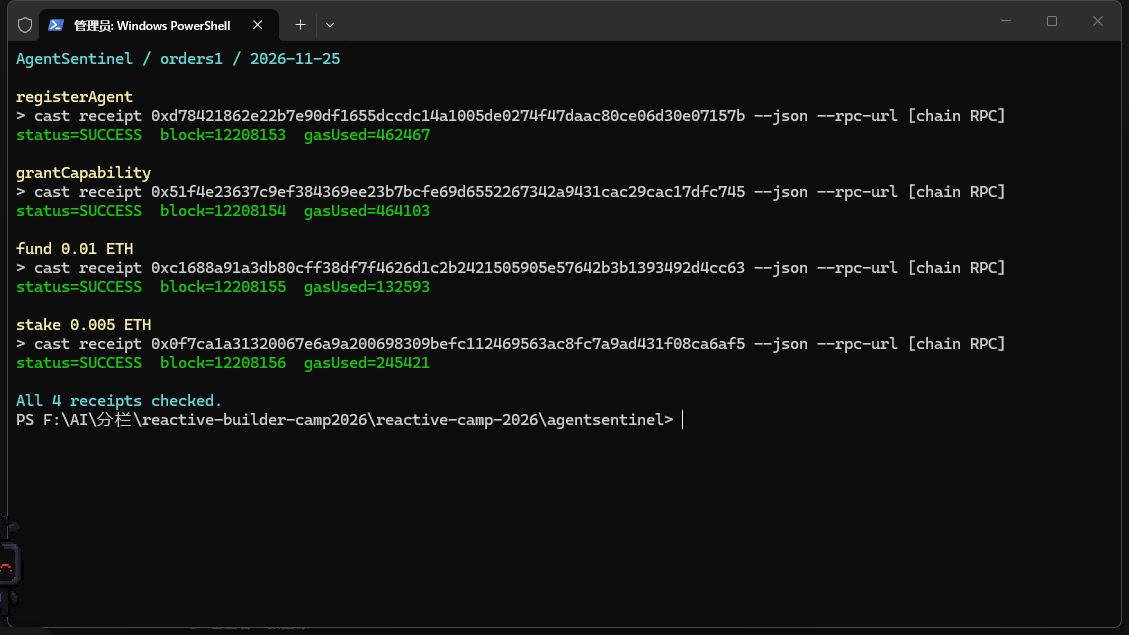 管理员: Windows PowerShell
AgentSentinel / orders1 / 2026-11-25
registerAgent
> cast receipt 0xd78421862e22b7e90df1655dccdc14a1005de0274f47daac80ce06d30e07157b --json --rpc-url [chain RPC]
status=SUCCESS  block=12208153  gasUsed=462467
grantCapability
> cast receipt 0x51f4e23637c9ef384369ee23b7bcfe69d6552267342a9431cac29cac17dfc745 --json --rpc-url [chain RPC]
status=SUCCESS  block=12208154  gasUsed=464103
fund 0.01 ETH
> cast receipt 0xc1688a91a3db80cff38df7f4626d1c2b2421505905e57642b3b1393492d4cc63 --json --rpc-url [chain RPC]
status=SUCCESS  block=12208155  gasUsed=132593
stake 0.005 ETH
> cast receipt 0x0f7ca1a31320067e6a9a200698309befc112469563ac8fc7a9ad431f08ca6af5 --json --rpc-url [chain RPC]
status=SUCCESS  block=12208156  gasUsed=245421
All 4 receipts checked.
PS F:\AI\分栏\reactive-builder-camp2026\reactive-camp-2026\agentsentinel>